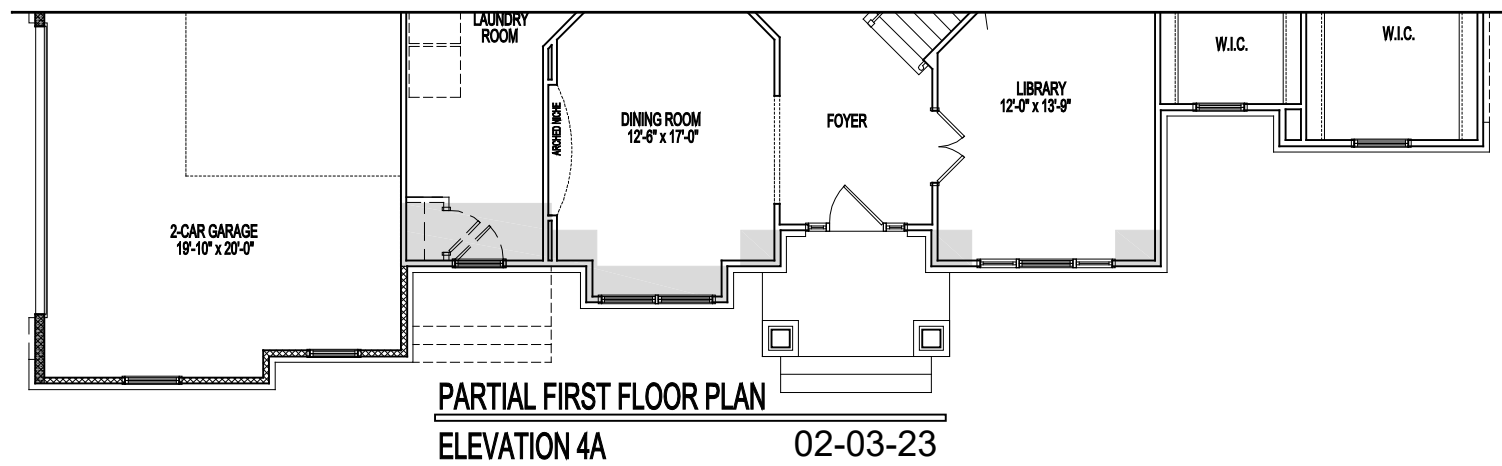 LAUNDRY
ROOM
W.I.C.
W.I.C.
LIBRARY
12'-0" x 13'-9"
ARCHED NICHE
DINING ROOM
12'-6" x 17'-0"
FOYER
2-CAR GARAGE
19'-10" x 20'-0"
PARTIAL FIRST FLOOR PLAN
ELEVATION 4A 02-03-23